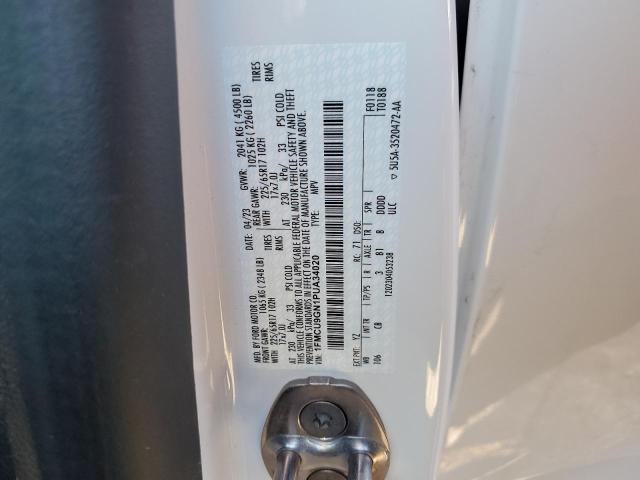 MFD. BY FORD MOTOR CO.
DATE: 04/23 GVWR: 2041 KG ( 4500 LB)
FRONT GAWR: 1065 KG ( 2348 LB) REAR GAWR: 1025 KG ( 2260 LB)
WITH 225/65R17 102H TIRES WITH 225/65R17 102H TIRES
17x7.0J RIMS 17x7.0J RIMS
AT 230 kPa/ 33 PSI COLD AT 230 kPa/ 33 PSI COLD
THIS VEHICLE CONFORMS TO ALL APPLICABLE FEDERAL MOTOR VEHICLE SAFETY AND THEFT
PREVENTION STANDARDS IN EFFECT ON THE DATE OF MANUFACTURE SHOWN ABOVE.
VIN: 1FMCU9GN1PUA34020 TYPE: MPV
F0118
T0188
EXT PNT: YZ RC: 71 DSO:
WB INT TR TP/PS R AXLE TR SPR
106 CB 3 81 B DDDD
120230405323B ULC
▽ 5U5A-3520472-AA